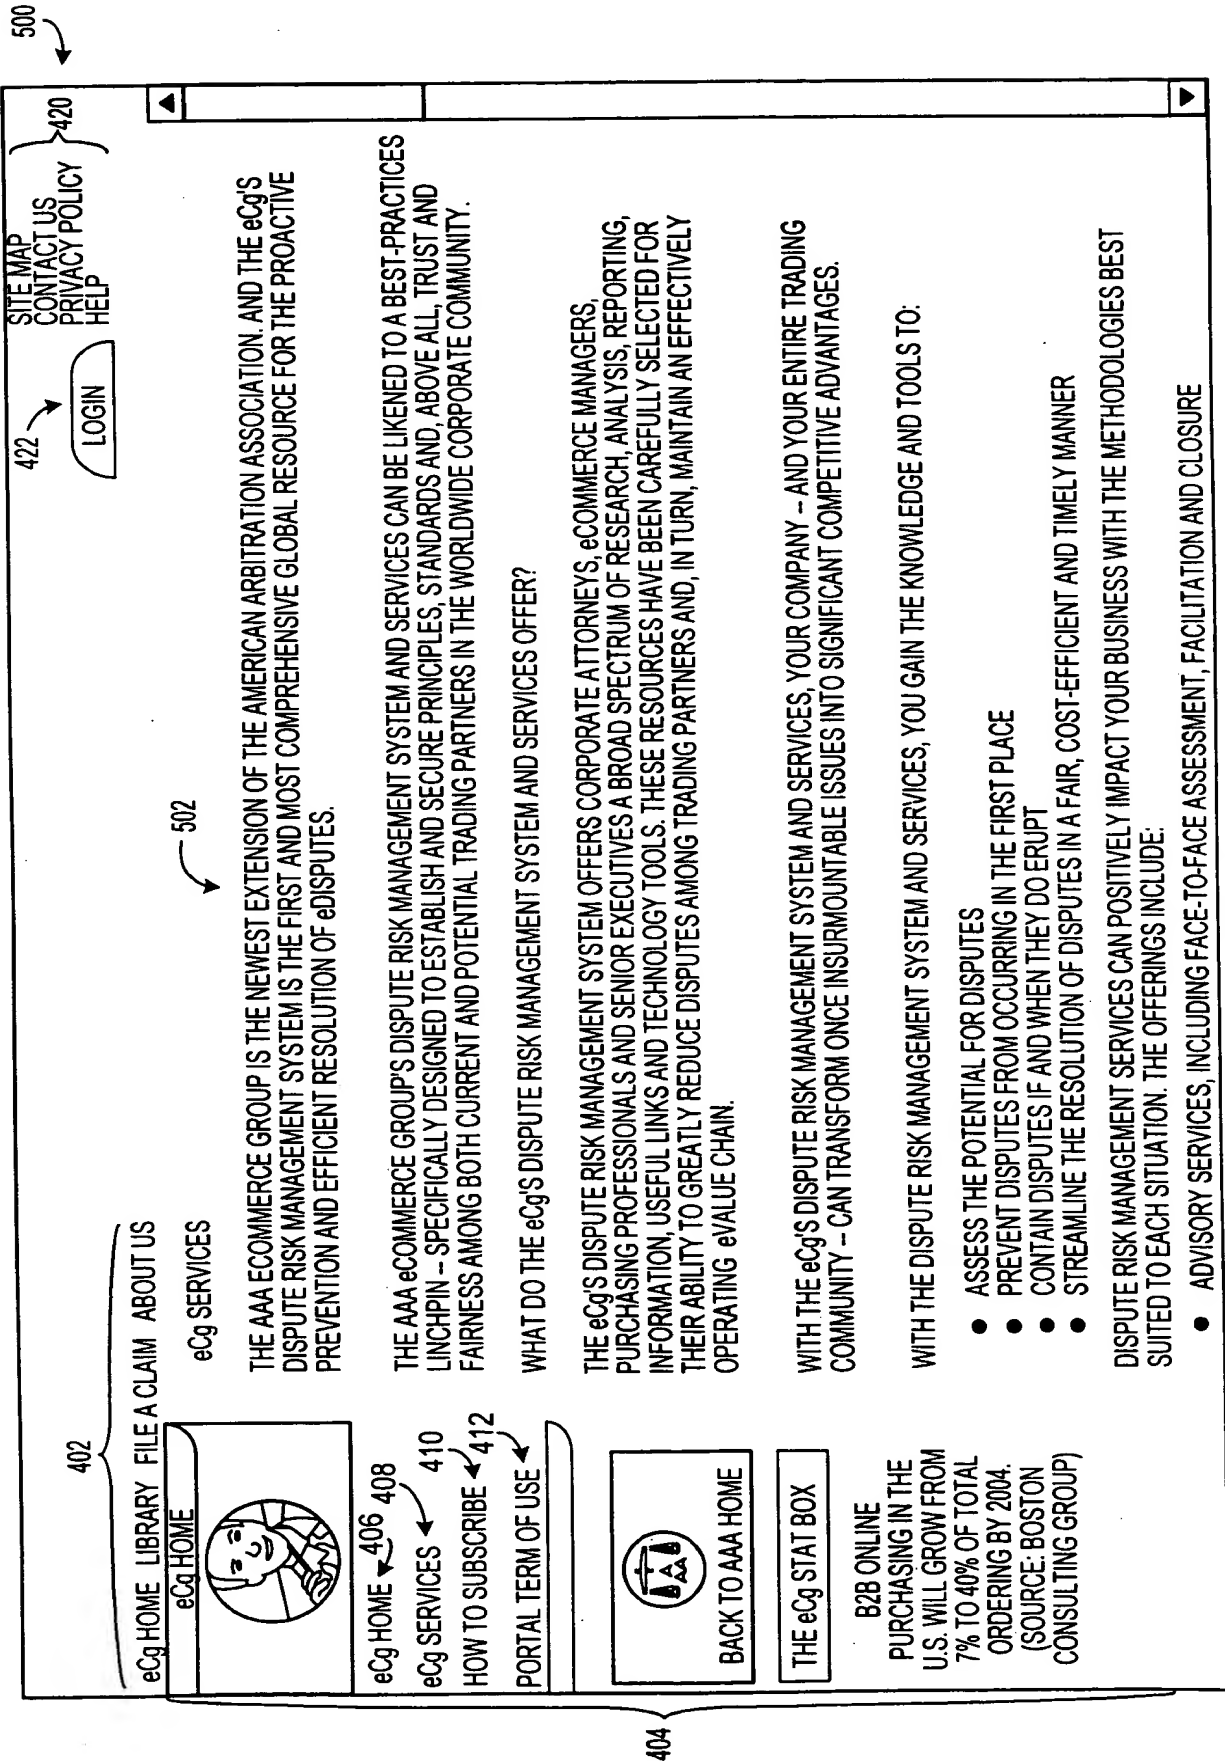 500
SITE MAP
CONTACT US
PRIVACY POLICY
HELP
420
422
LOGIN
402
eCg HOME LIBRARY FILE A CLAIM ABOUT US
eCg HOME
eCg HOME
406
eCg SERVICES
408
HOW TO SUBSCRIBE
410
PORTAL TERM OF USE
412
AAA
BACK TO AAA HOME
THE eCg STAT BOX
B2B ONLINE
PURCHASING IN THE
U.S. WILL GROW FROM
7% TO 40% OF TOTAL
ORDERING BY 2004.
(SOURCE: BOSTON
CONSULTING GROUP)
404
eCg SERVICES
502
THE AAA ECOMMERCE GROUP IS THE NEWEST EXTENSION OF THE AMERICAN ARBITRATION ASSOCIATION. AND THE eCg'S
DISPUTE RISK MANAGEMENT SYSTEM IS THE FIRST AND MOST COMPREHENSIVE GLOBAL RESOURCE FOR THE PROACTIVE
PREVENTION AND EFFICIENT RESOLUTION OF eDISPUTES.
THE AAA eCOMMERCE GROUP'S DISPUTE RISK MANAGEMENT SYSTEM AND SERVICES CAN BE LIKENED TO A BEST-PRACTICES
LINCHPIN – SPECIFICALLY DESIGNED TO ESTABLISH AND SECURE PRINCIPLES, STANDARDS AND, ABOVE ALL, TRUST AND
FAIRNESS AMONG BOTH CURRENT AND POTENTIAL TRADING PARTNERS IN THE WORLDWIDE CORPORATE COMMUNITY.
WHAT DO THE eCg'S DISPUTE RISK MANAGEMENT SYSTEM AND SERVICES OFFER?
THE eCg'S DISPUTE RISK MANAGEMENT SYSTEM OFFERS CORPORATE ATTORNEYS, eCOMMERCE MANAGERS,
PURCHASING PROFESSIONALS AND SENIOR EXECUTIVES A BROAD SPECTRUM OF RESEARCH, ANALYSIS, REPORTING,
INFORMATION, USEFUL LINKS AND TECHNOLOGY TOOLS. THESE RESOURCES HAVE BEEN CAREFULLY SELECTED FOR
THEIR ABILITY TO GREATLY REDUCE DISPUTES AMONG TRADING PARTNERS AND, IN TURN, MAINTAIN AN EFFECTIVELY
OPERATING eVALUE CHAIN.
WITH THE eCg'S DISPUTE RISK MANAGEMENT SYSTEM AND SERVICES, YOUR COMPANY – AND YOUR ENTIRE TRADING
COMMUNITY – CAN TRANSFORM ONCE INSURMOUNTABLE ISSUES INTO SIGNIFICANT COMPETITIVE ADVANTAGES.
WITH THE DISPUTE RISK MANAGEMENT SYSTEM AND SERVICES, YOU GAIN THE KNOWLEDGE AND TOOLS TO:
● ASSESS THE POTENTIAL FOR DISPUTES
● PREVENT DISPUTES FROM OCCURRING IN THE FIRST PLACE
● CONTAIN DISPUTES IF AND WHEN THEY DO ERUPT
● STREAMLINE THE RESOLUTION OF DISPUTES IN A FAIR, COST-EFFICIENT AND TIMELY MANNER
DISPUTE RISK MANAGEMENT SERVICES CAN POSITIVELY IMPACT YOUR BUSINESS WITH THE METHODOLOGIES BEST
SUITED TO EACH SITUATION. THE OFFERINGS INCLUDE:
● ADVISORY SERVICES, INCLUDING FACE-TO-FACE ASSESSMENT, FACILITATION AND CLOSURE